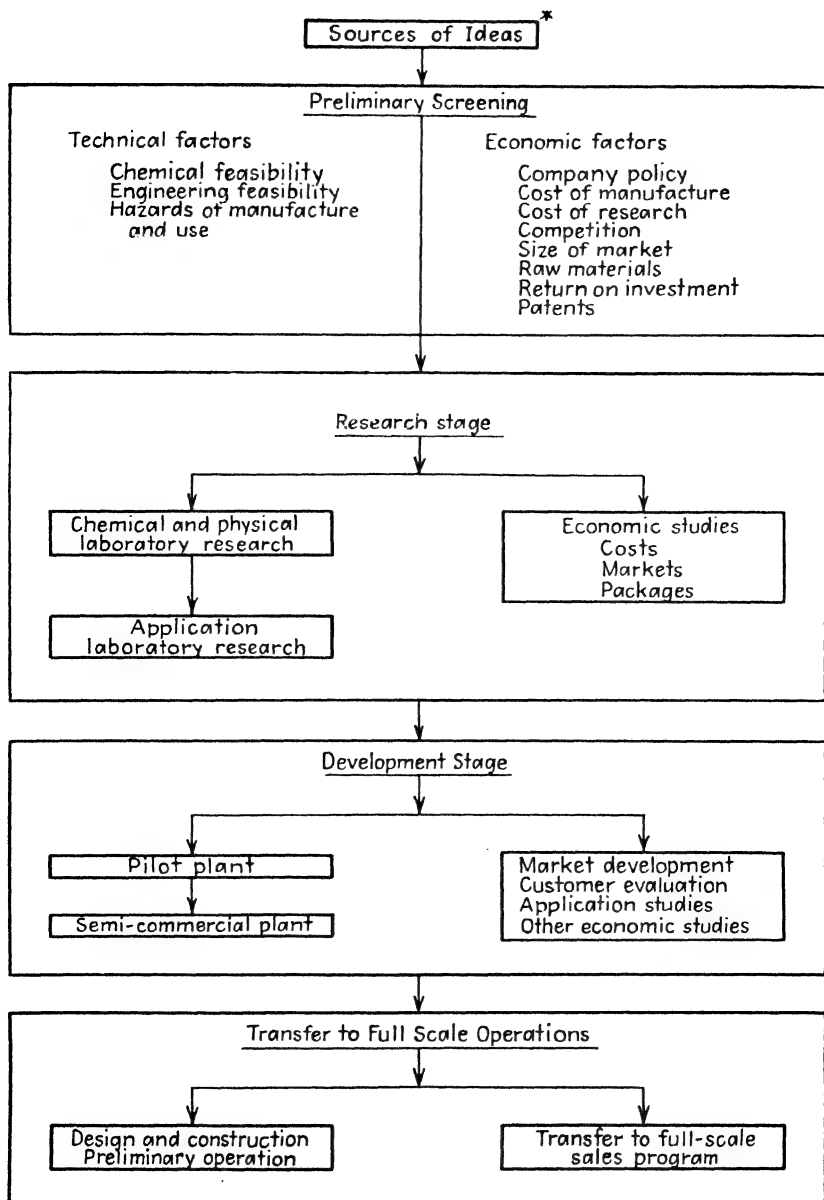 Sources of Ideas *
Preliminary Screening
Technical factors
Chemical feasibility
Engineering feasibility
Hazards of manufacture
and use
Economic factors
Company policy
Cost of manufacture
Cost of research
Competition
Size of market
Raw materials
Return on investment
Patents
Research stage
Chemical and physical
laboratory research
Application
laboratory research
Economic studies
Costs
Markets
Packages
Development Stage
Pilot plant
Semi-commercial plant
Market development
Customer evaluation
Application studies
Other economic studies
Transfer to Full Scale Operations
Design and construction
Preliminary operation
Transfer to full-scale
sales program